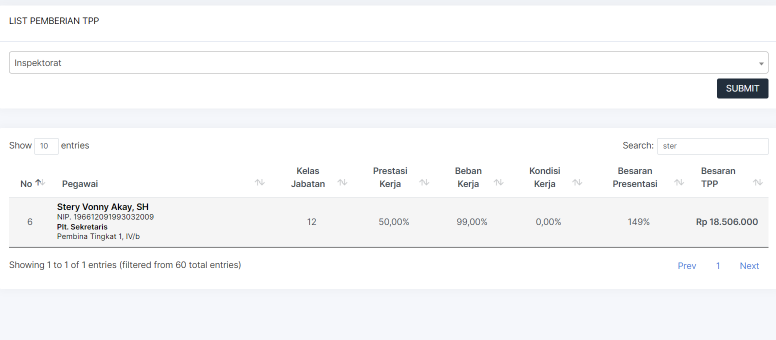 LIST PEMBERIAN TPP
Inspektorat
SUBMIT
Show 10 entries
Search: ster
No Pegawai Kelas Jabatan Prestasi Kerja Beban Kerja Kondisi Kerja Besaran Presentasi Besaran TPP
6 Stery Vonny Akay, SH
NIP. 196612091993032009
Plt. Sekretaris
Pembina Tingkat 1, IV/b
12 50,00% 99,00% 0,00% 149% Rp 18.506.000
Showing 1 to 1 of 1 entries (filtered from 60 total entries)
Prev 1 Next